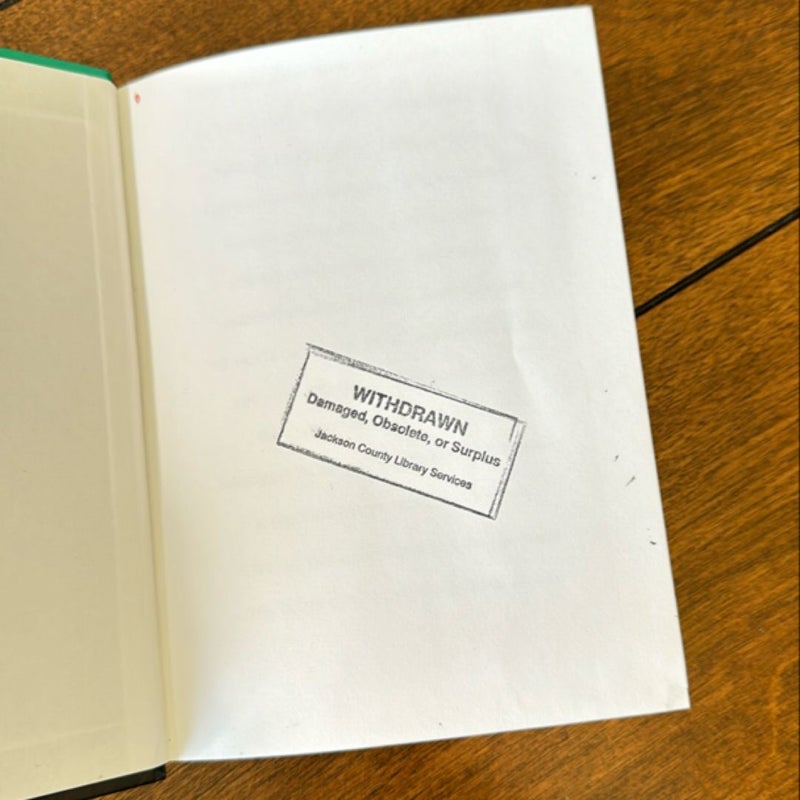 WITHDRAWN
Damaged, Obsolete, or Surplus
Jackson County Library Services